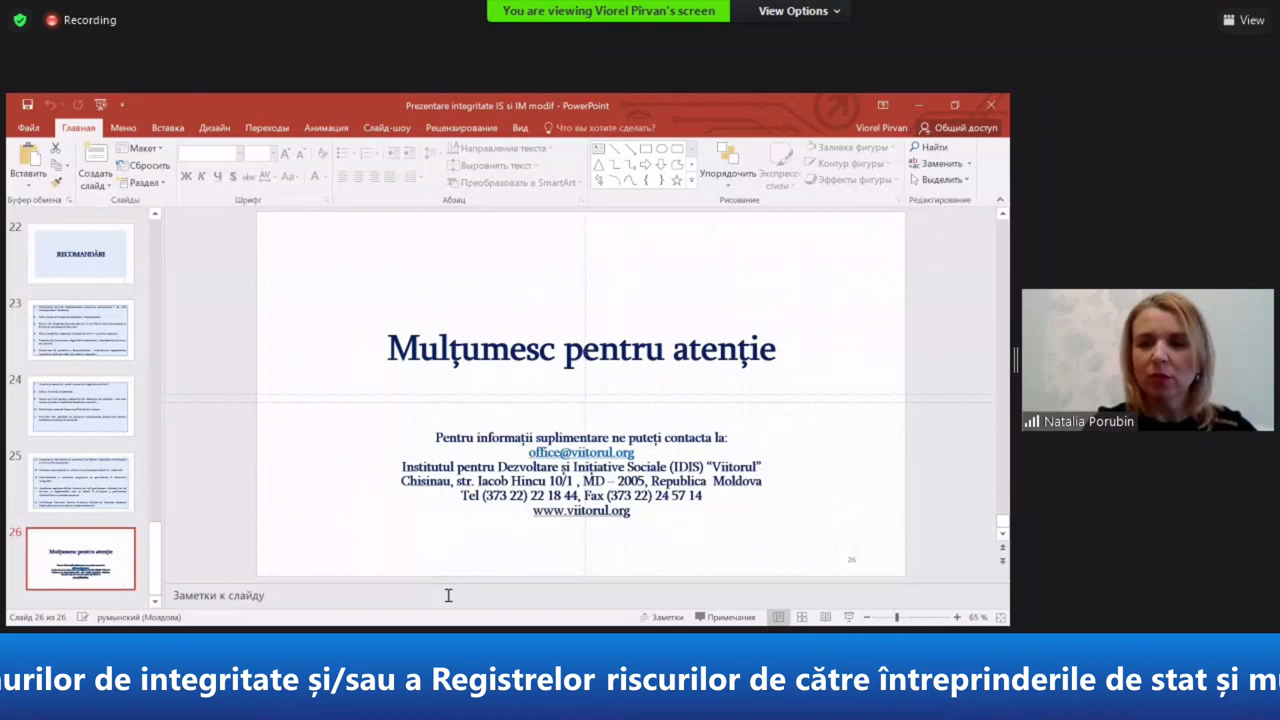 Recording
You are viewing Viorel Pîrvan's screen
View Options
View
Prezentare integritate IS si IM modif - PowerPoint
Файл
Главная
Меню
Вставка
Дизайн
Переходы
Анимация
Слайд-шоу
Рецензирование
Вид
Что вы хотите сделать?
Viorel Pirvan
Общий доступ
Вставить
Создать слайд
Макет
Сбросить
Раздел
Ж К Ч S abc AV Aa A
Направление текста
Выровнять текст
Преобразовать в SmartArt
Упорядочить
Экспресс-стили
Заливка фигуры
Контур фигуры
Эффекты фигуры
Найти
Заменить
Выделить
Буфер обмена
Слайды
Шрифт
Абзац
Рисование
Редактирование
22
RECOMANDĂRI
23
24
25
26
Mulțumesc pentru atenție
Mulțumesc pentru atenție
Pentru informații suplimentare ne puteți contacta la:
office@viitorul.org
Institutul pentru Dezvoltare și Inițiative Sociale (IDIS) “Viitorul”
Chisinau, str. Iacob Hincu 10/1 , MD – 2005, Republica Moldova
Tel (373 22) 22 18 44, Fax (373 22) 24 57 14
www.viitorul.org
26
Заметки к слайду
Слайд 26 из 26
румынский (Молдова)
Заметки
Примечания
65 %
Natalia Porubin
urilor de integritate și/sau a Registrelor riscurilor de către întreprinderile de stat și mu